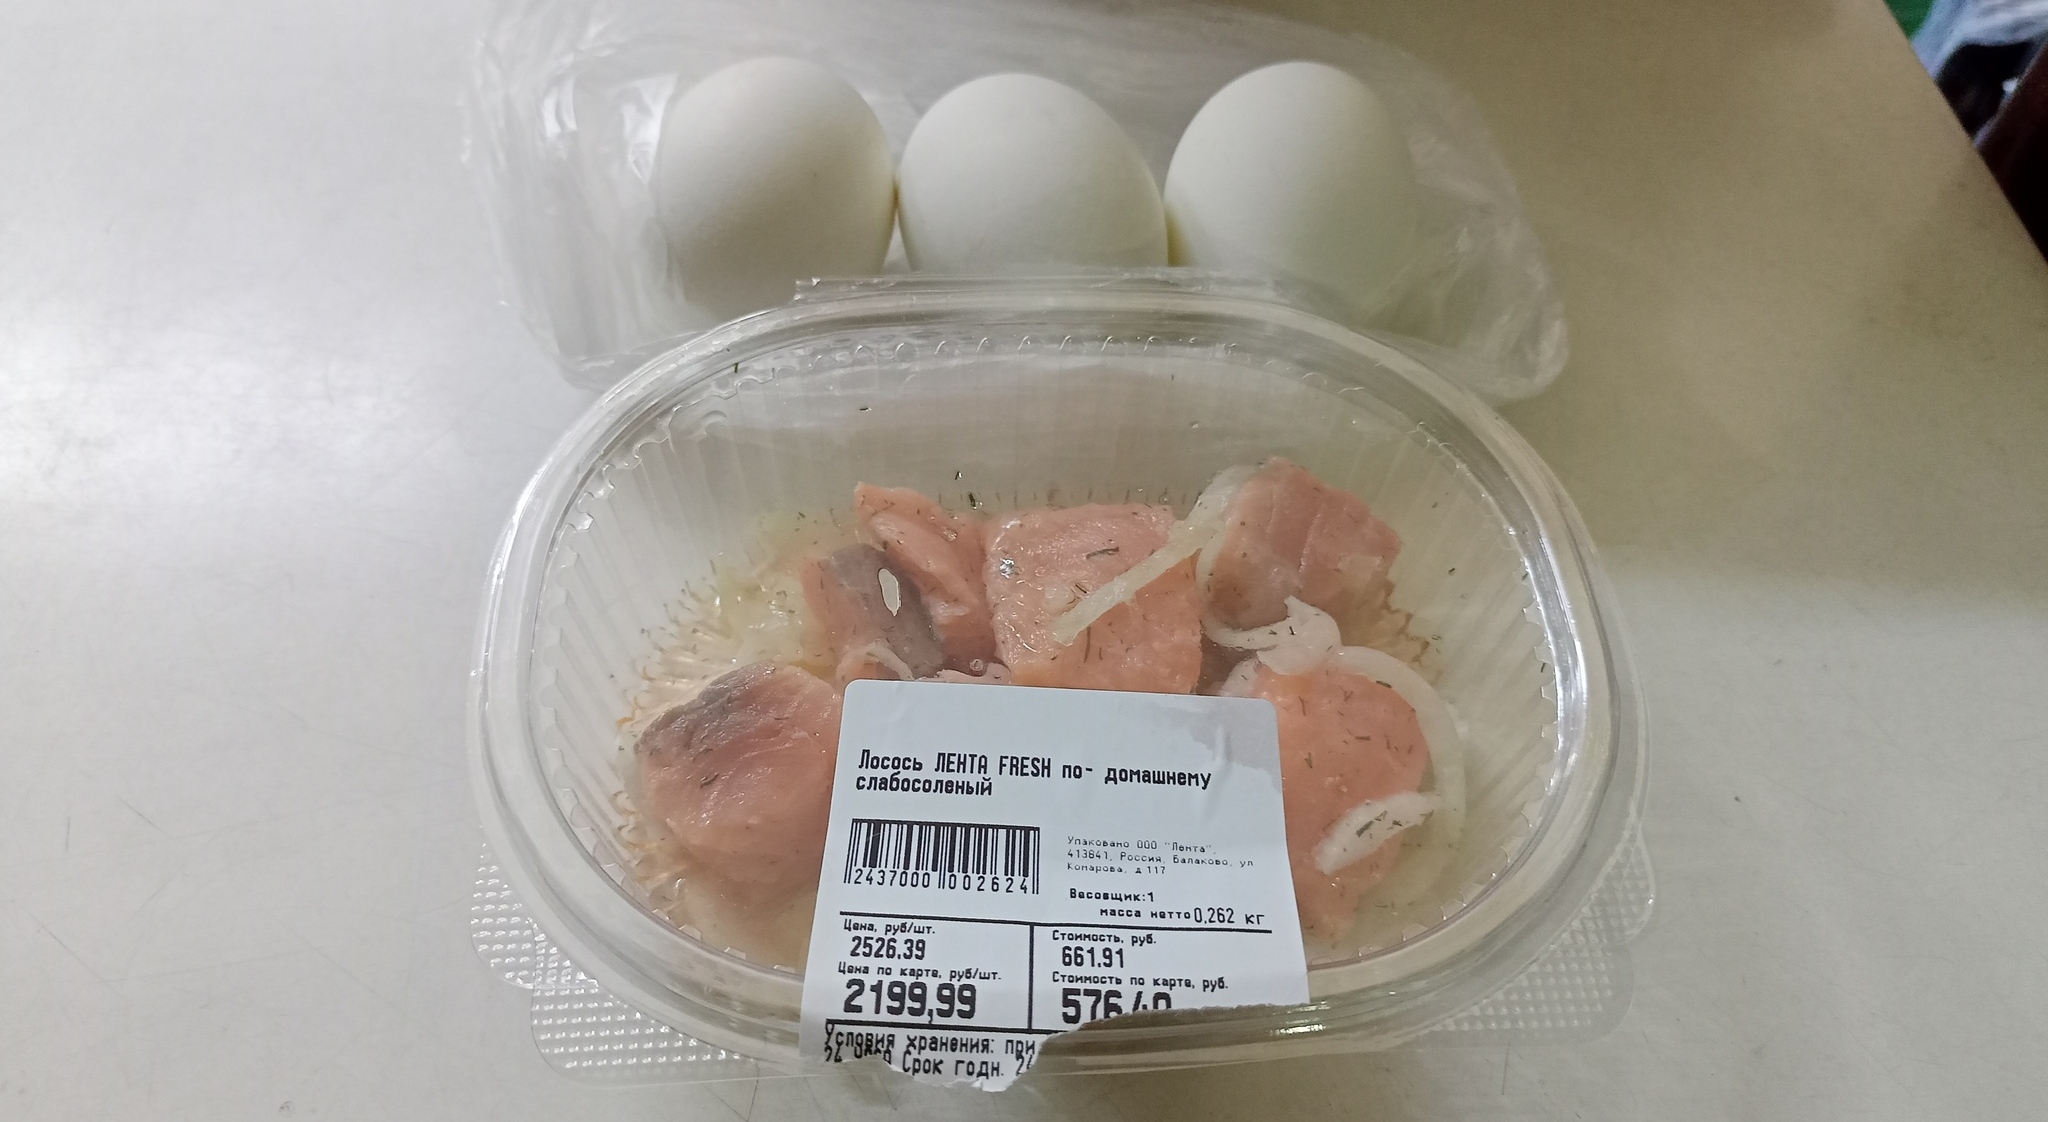 Лосось ЛЕНТА FRESH по- домашнему
слабосоленый
2437000 002624
Упаковано ООО "Лента",
413841, Россия, Балаково, ул
Комарова, д 117
Весовщик:1
масса нетто 0,262 кг
Цена, руб/шт.
2526.39
Цена по карте, руб/шт.
2199,99
Стоимость, руб.
661.91
Стоимость по карте, руб.
Условия хранения: при
Срок годн.